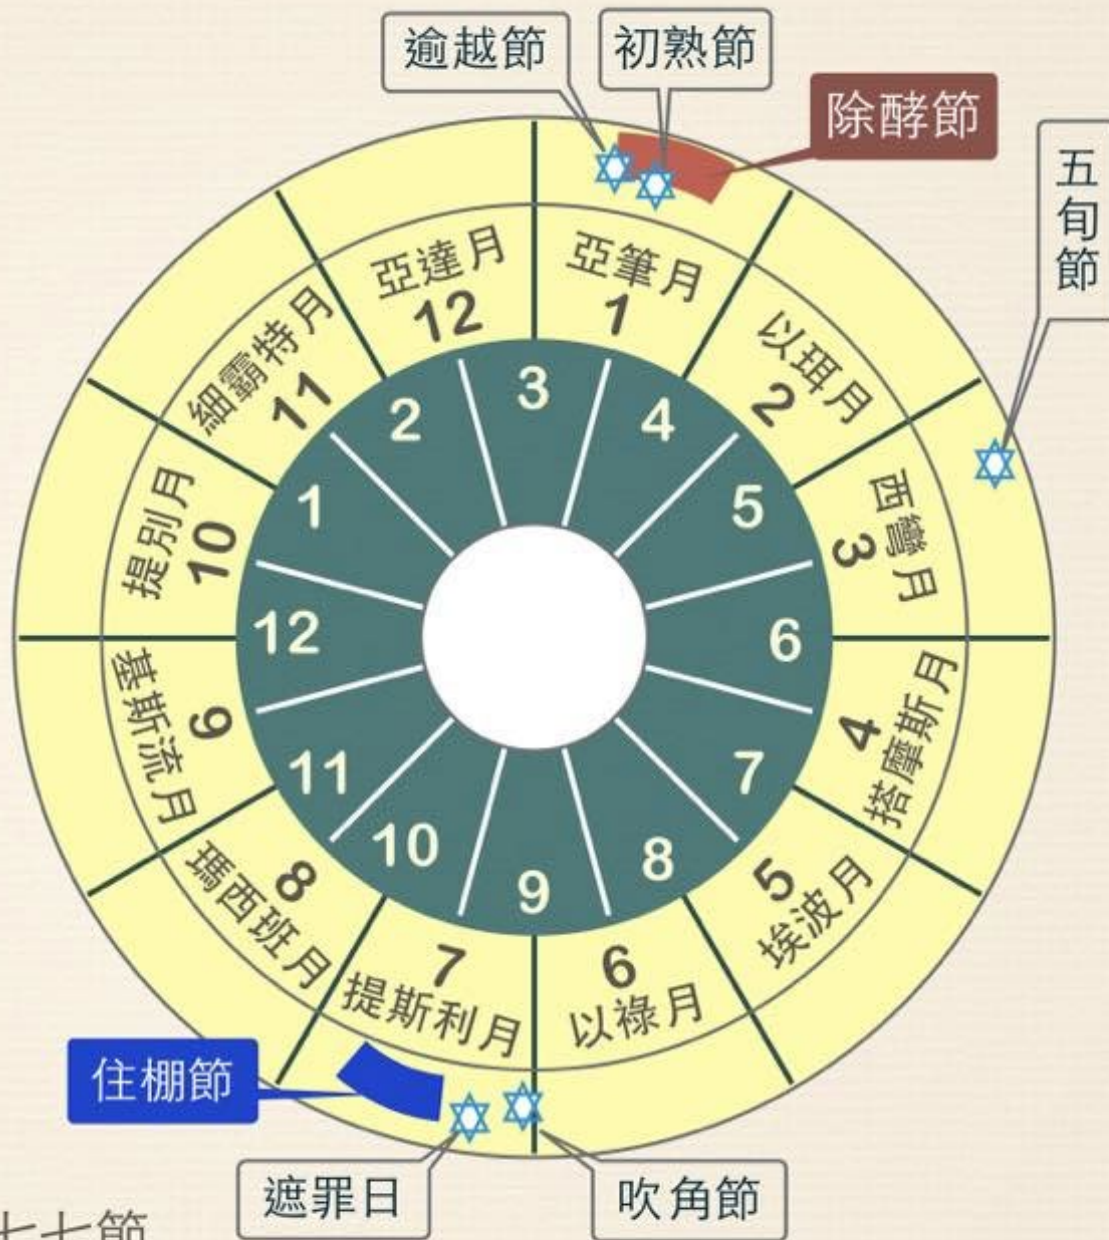 逾越節
初熟節
除酵節
五旬節
亞筆月
1
以珥月
2
西彎月
3
搭摩斯月
4
埃波月
5
以祿月
6
提斯利月
7
瑪西班月
8
基斯流月
9
提別月
10
細霸特月
11
亞達月
12
3
4
5
6
7
8
9
10
11
12
1
2
住棚節
遮罪日
吹角節
七七節